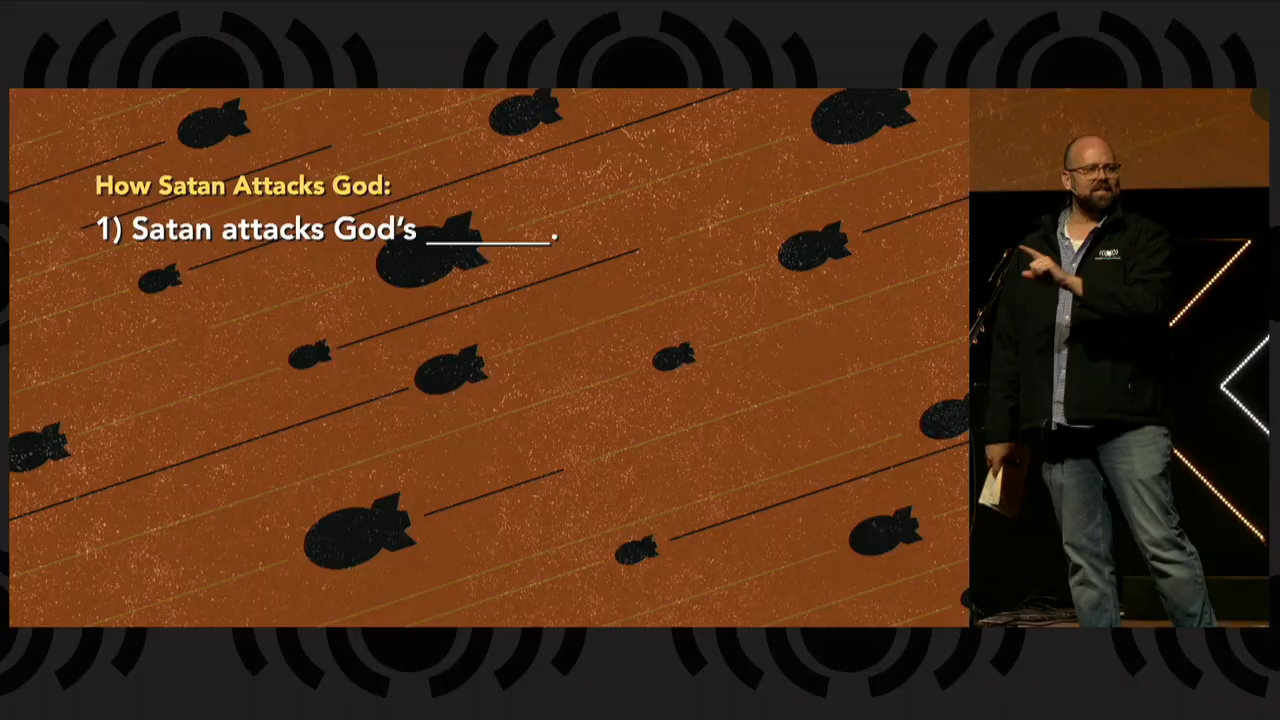 How Satan Attacks God:
1) Satan attacks God's ________.